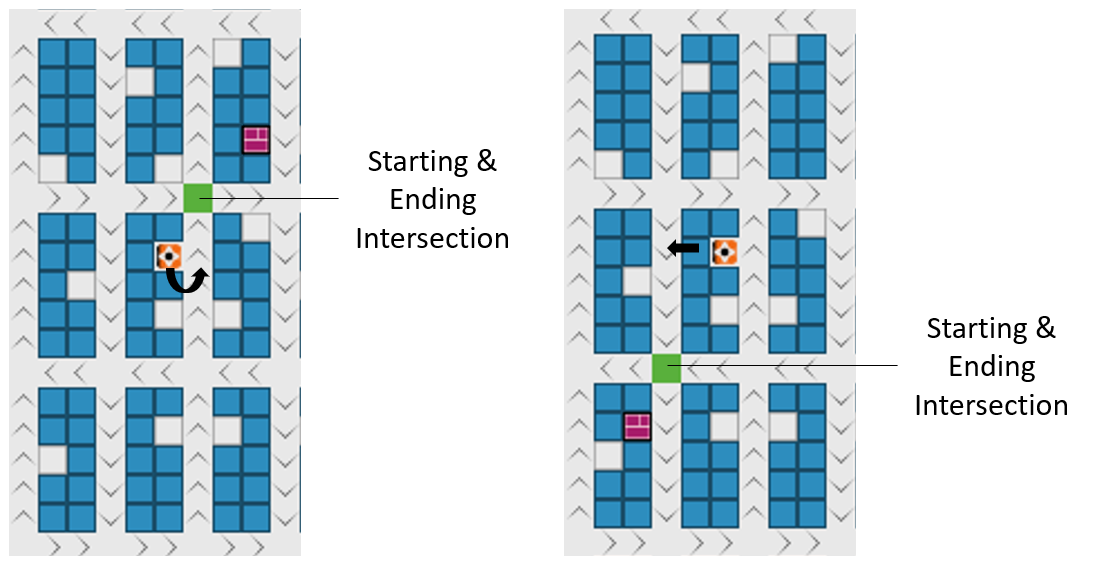 Starting &
Ending
Intersection
Starting &
Ending
Intersection